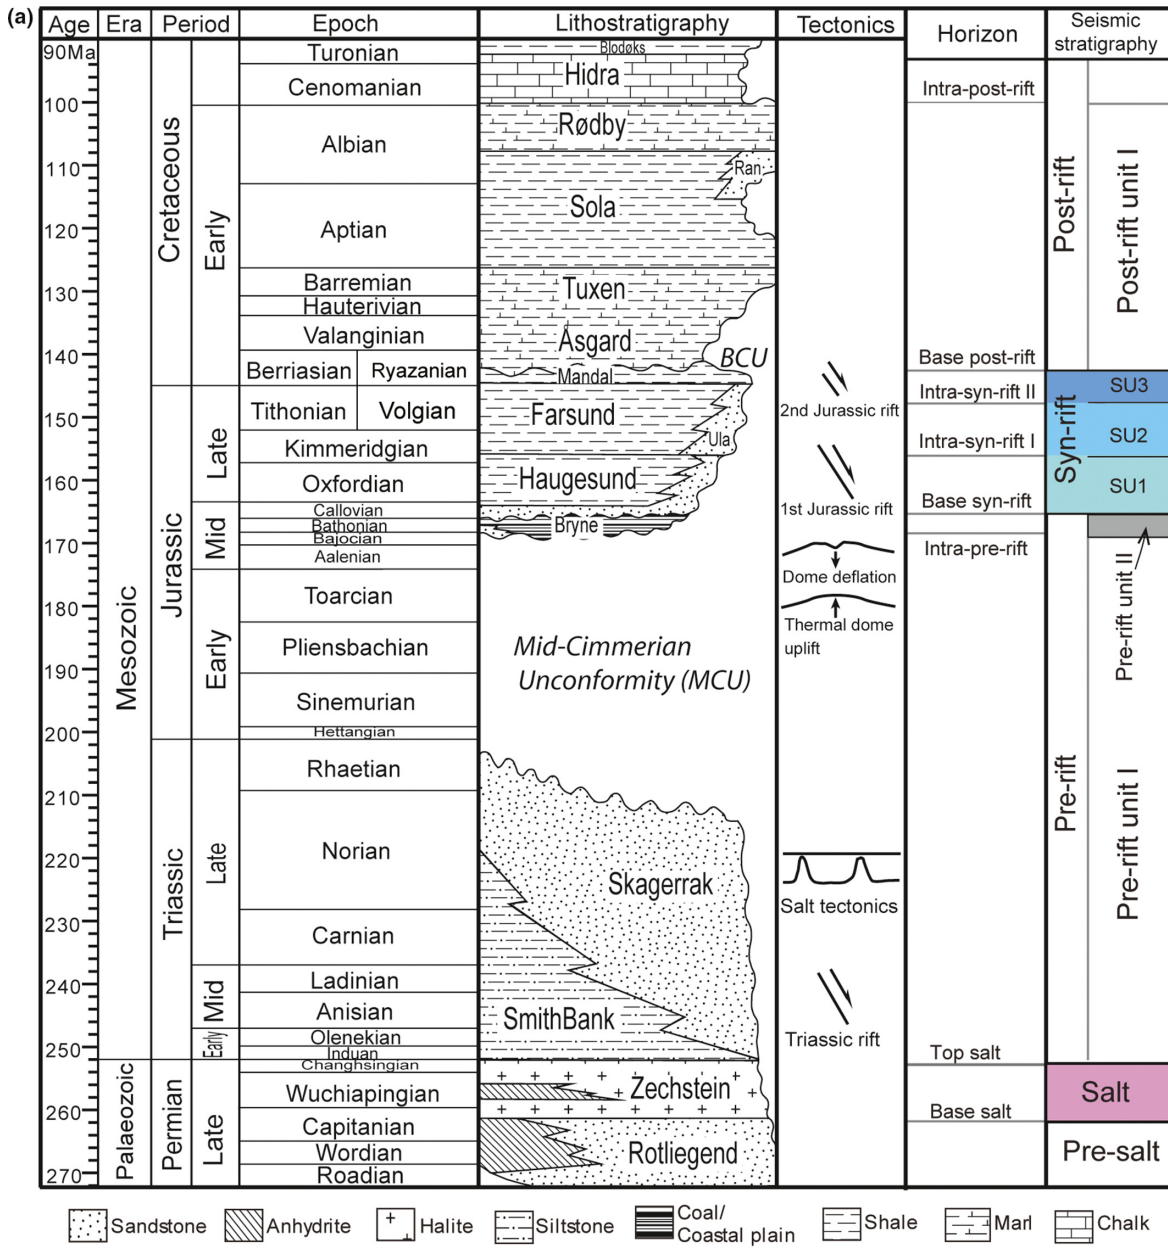 (a)
Age Era Period Epoch Lithostratigraphy Tectonics Horizon Seismic
stratigraphy
90Ma
100
110
120
130
140
150
160
170
180
190
200
210
220
230
240
250
260
270
Mesozoic
Palaeozoic
Cretaceous
Jurassic
Triassic
Permian
Early
Late
Mid
Early
Late
Mid
Early
Late
Turonian
Cenomanian
Albian
Aptian
Barremian
Hauterivian
Valanginian
Berriasian Ryazanian
Tithonian Volgian
Kimmeridgian
Oxfordian
Callovian
Bathonian
Bajocian
Aalenian
Toarcian
Pliensbachian
Sinemurian
Hettangian
Rhaetian
Norian
Carnian
Ladinian
Anisian
Olenekian
Induan
Changhsingian
Wuchiapingian
Capitanian
Wordian
Roadian
Blodøks
Hidra
Rødby
Ran
Sola
Tuxen
Asgard
BCU
Mandal
Farsund
Ula
Haugesund
Bryne
Mid-Cimmerian
Unconformity (MCU)
Skagerrak
SmithBank
Zechstein
Rotliegend
2nd Jurassic rift
1st Jurassic rift
Dome deflation
Thermal dome
uplift
Salt tectonics
Triassic rift
Intra-post-rift
Base post-rift
Intra-syn-rift II
Intra-syn-rift I
Base syn-rift
Intra-pre-rift
Top salt
Base salt
Post-rift
Post-rift unit I
Syn-rift
SU3
SU2
SU1
Pre-rift unit II
Pre-rift
Pre-rift unit I
Salt
Pre-salt
Sandstone Anhydrite Halite Siltstone Coal/
Coastal plain Shale Marl Chalk